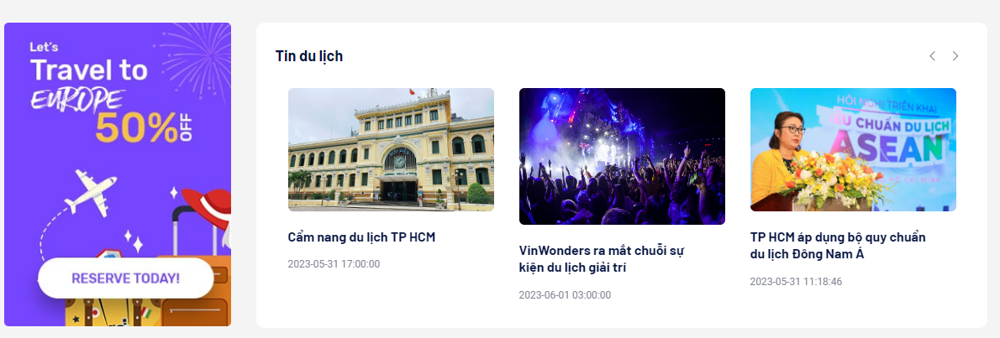 Let's
Travel to
EUROPE
50% OFF
RESERVE TODAY!
Tin du lịch
HỘI NGHỊ TRIỂN KHAI
ÊU CHUẨN DU LỊCH
ASEAN
HỒ CHÍ MINH
Cẩm nang du lịch TP HCM
2023-05-31 17:00:00
VinWonders ra mắt chuỗi sự
kiện du lịch giải trí
2023-06-01 03:00:00
TP HCM áp dụng bộ quy chuẩn
du lịch Đông Nam Á
2023-05-31 11:18:46